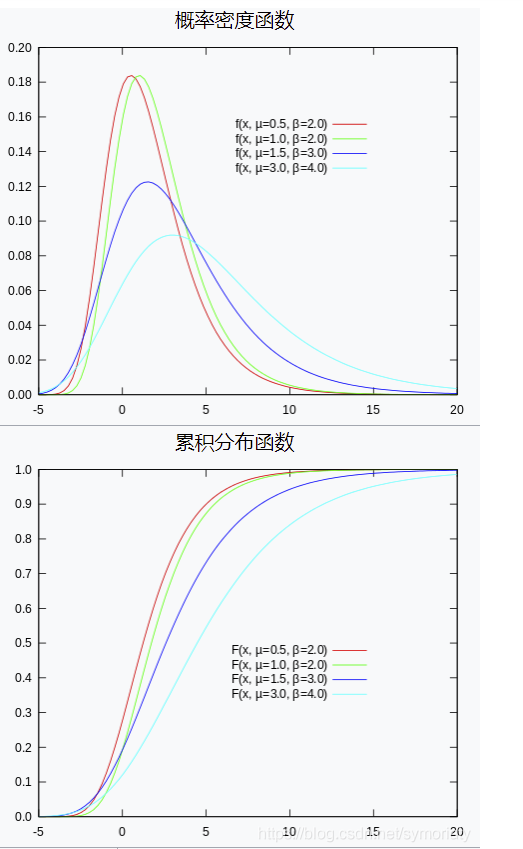 概率密度函数
0.20
0.18
0.16
0.14
0.12
0.10
0.08
0.06
0.04
0.02
0.00
f(x, μ=0.5, β=2.0)
f(x, μ=1.0, β=2.0)
f(x, μ=1.5, β=3.0)
f(x, μ=3.0, β=4.0)
-5 0 5 10 15 20
累积分布函数
1.0
0.9
0.8
0.7
0.6
0.5
0.4
0.3
0.2
0.1
0.0
F(x, μ=0.5, β=2.0)
F(x, μ=1.0, β=2.0)
F(x, μ=1.5, β=3.0)
F(x, μ=3.0, β=4.0)
-5 0 5 10 15 20